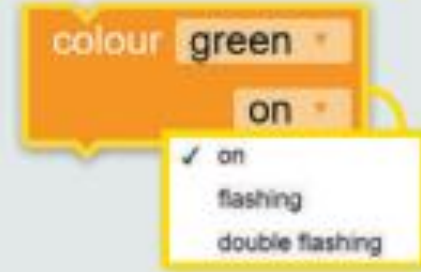 colour green
on
✓ on
flashing
double flashing